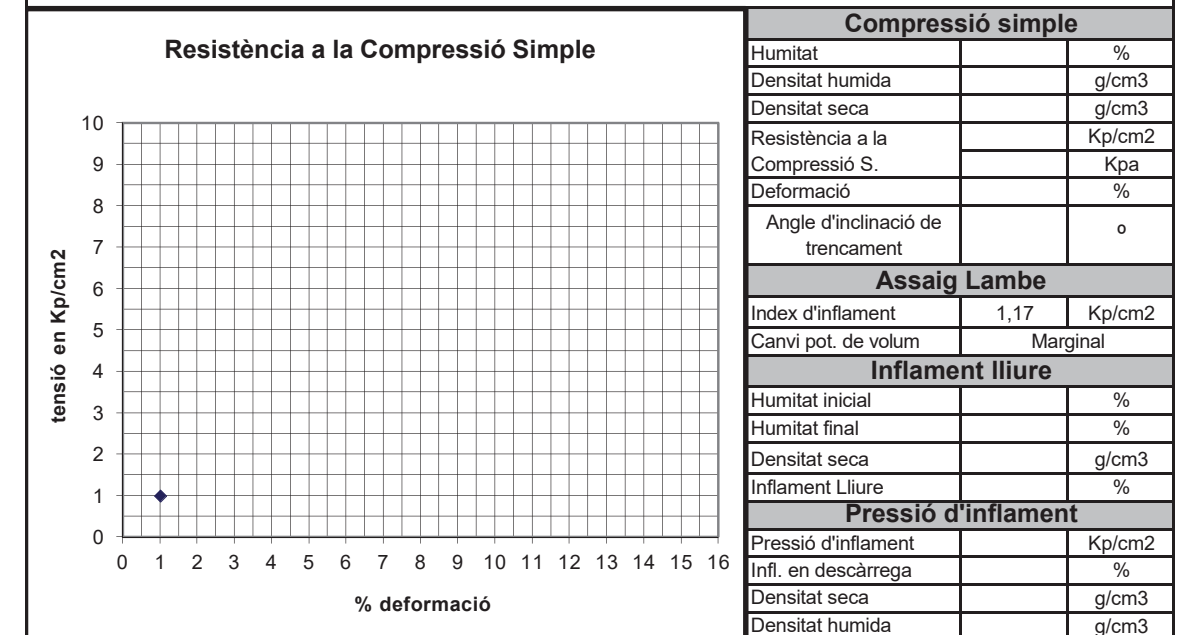 Resistència a la Compressió Simple
10
9
8
7
6
5
4
3
2
1
0
0 1 2 3 4 5 6 7 8 9 10 11 12 13 14 15 16
tensió en Kp/cm2
% deformació
Compressió simple
Humitat %
Densitat humida g/cm3
Densitat seca g/cm3
Resistència a la Kp/cm2
Compressió S. Kpa
Deformació %
Angle d'inclinació de
trencament º
Assaig Lambe
Index d'inflament 1,17 Kp/cm2
Canvi pot. de volum Marginal
Inflament lliure
Humitat inicial %
Humitat final %
Densitat seca g/cm3
Inflament Lliure %
Pressió d'inflament
Pressió d'inflament Kp/cm2
Infl. en descàrrega %
Densitat seca g/cm3
Densitat humida g/cm3